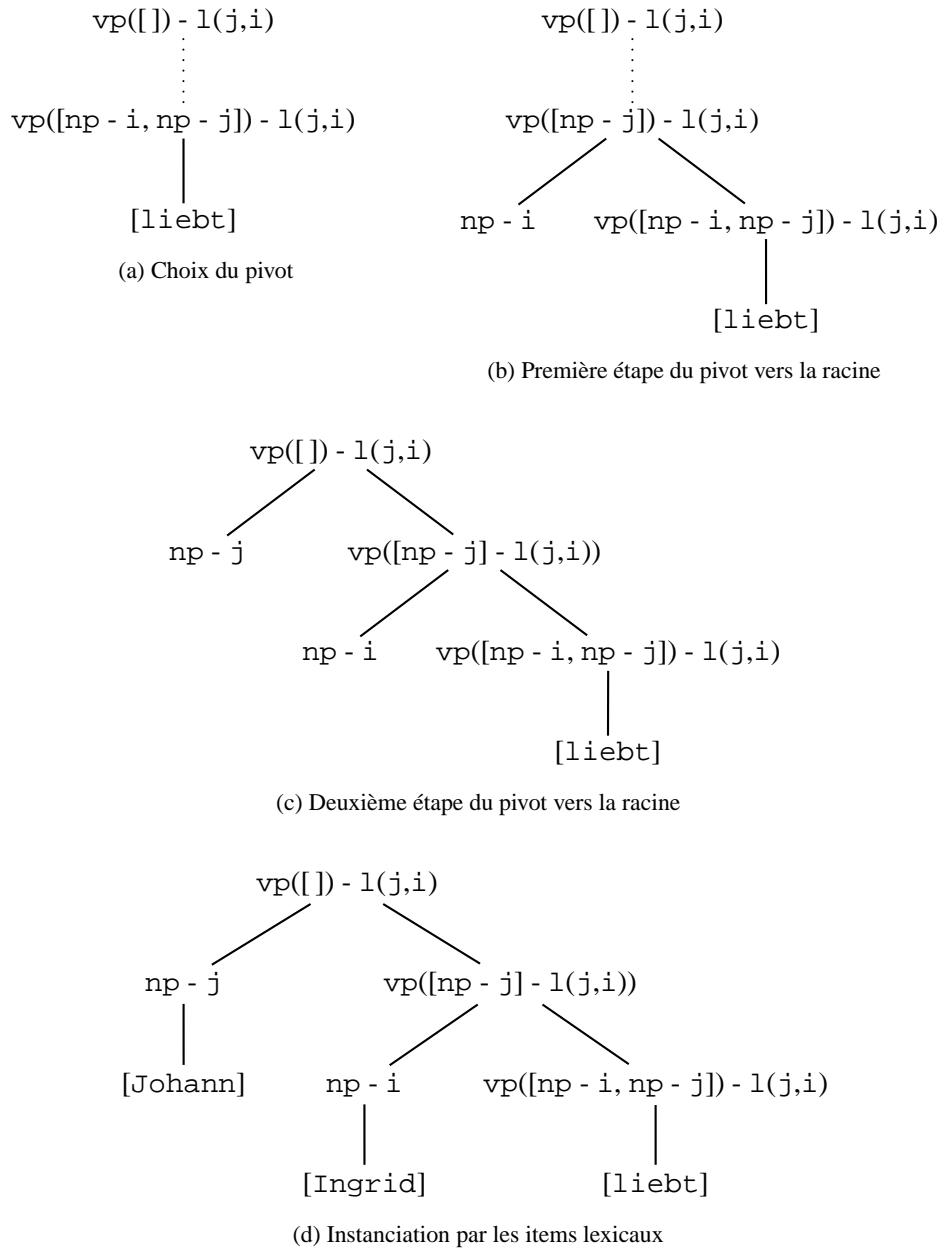 vp([ ]) - l(j,i)
vp([np - i, np - j]) - l(j,i)
[liebt]
(a) Choix du pivot
vp([ ]) - l(j,i)
vp([np - j]) - l(j,i)
np - i vp([np - i, np - j]) - l(j,i)
[liebt]
(b) Première étape du pivot vers la racine
vp([ ]) - l(j,i)
np - j vp([np - j] - l(j,i))
np - i vp([np - i, np - j]) - l(j,i)
[liebt]
(c) Deuxième étape du pivot vers la racine
vp([ ]) - l(j,i)
np - j vp([np - j] - l(j,i))
[Johann] np - i vp([np - i, np - j]) - l(j,i)
[Ingrid] [liebt]
(d) Instanciation par les items lexicaux